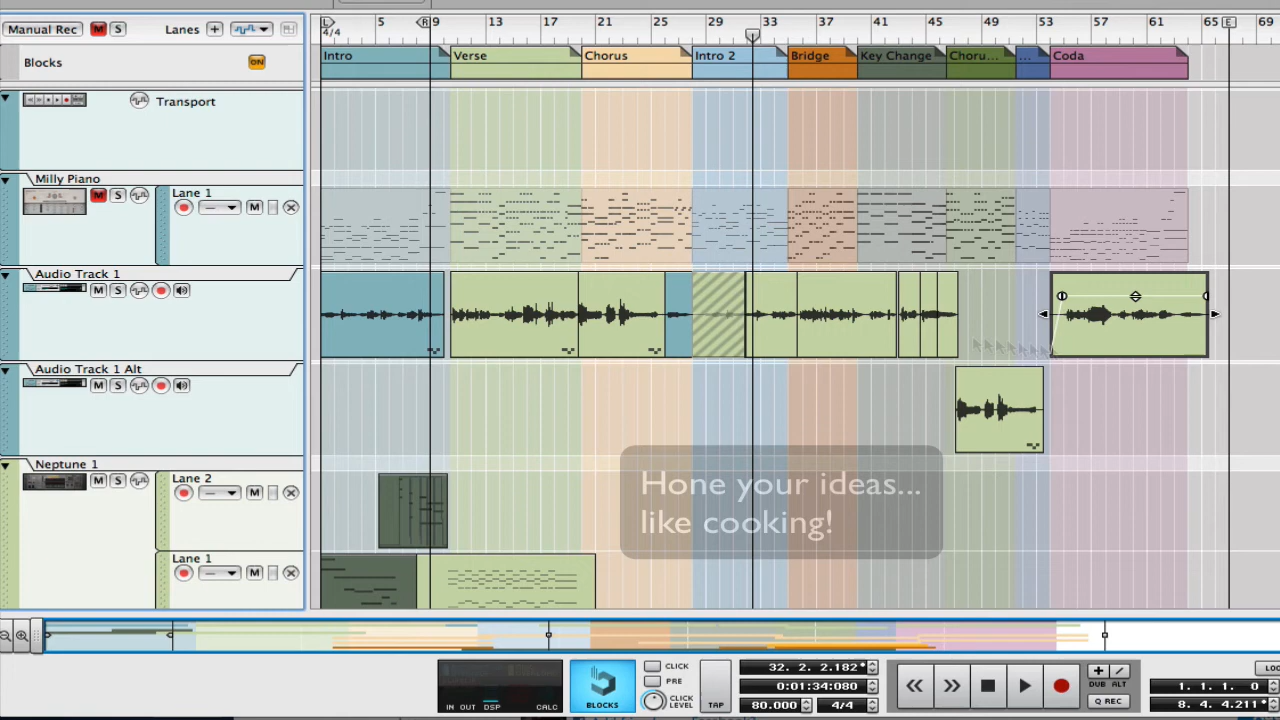 Manual Rec M S Lanes +
L 5 R 9 13 17 21 25 29 33 37 41 45 49 53 57 61 65 E 69
4/4
Blocks ON
Intro Verse Chorus Intro 2 Bridge Key Change Choru... ... Coda
Transport
Milly Piano
M S Lane 1
M
Audio Track 1
M S
Audio Track 1 Alt
M S
Neptune 1
M S Lane 2
M
Lane 1
M
Hone your ideas...
like cooking!
IN OUT DSP CALC
BLOCKS
CLICK
PRE
CLICK
LEVEL
TAP
32. 2. 2.182*
0:01:34:080
80.000 4/4
DUB ALT
Q REC
1. 1. 1. 0
8. 4. 4.211*